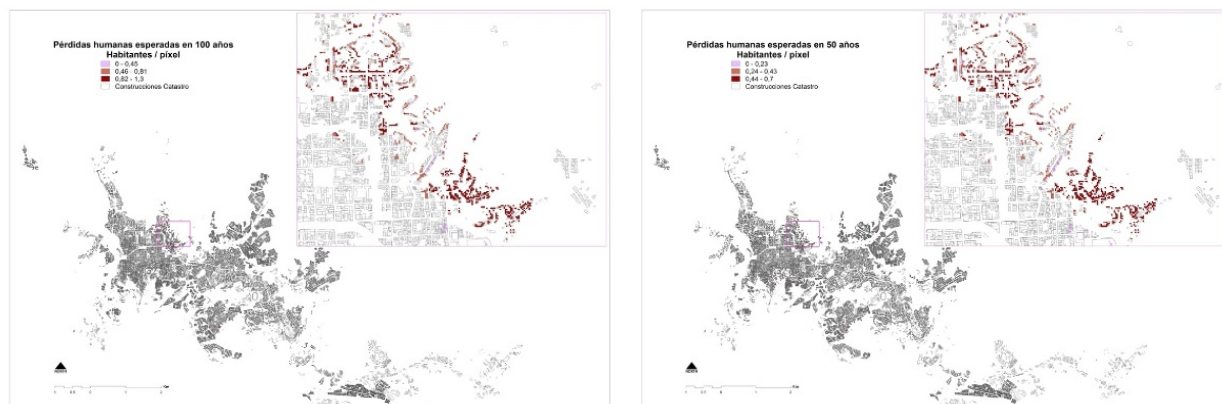 Pérdidas humanas esperadas en 100 años
Habitantes / píxel
0 - 0,45
0,46 - 0,81
0,82 - 1,3
Construcciones Catastro
Pérdidas humanas esperadas en 50 años
Habitantes / píxel
0 - 0,23
0,24 - 0,43
0,44 - 0,7
Construcciones Catastro